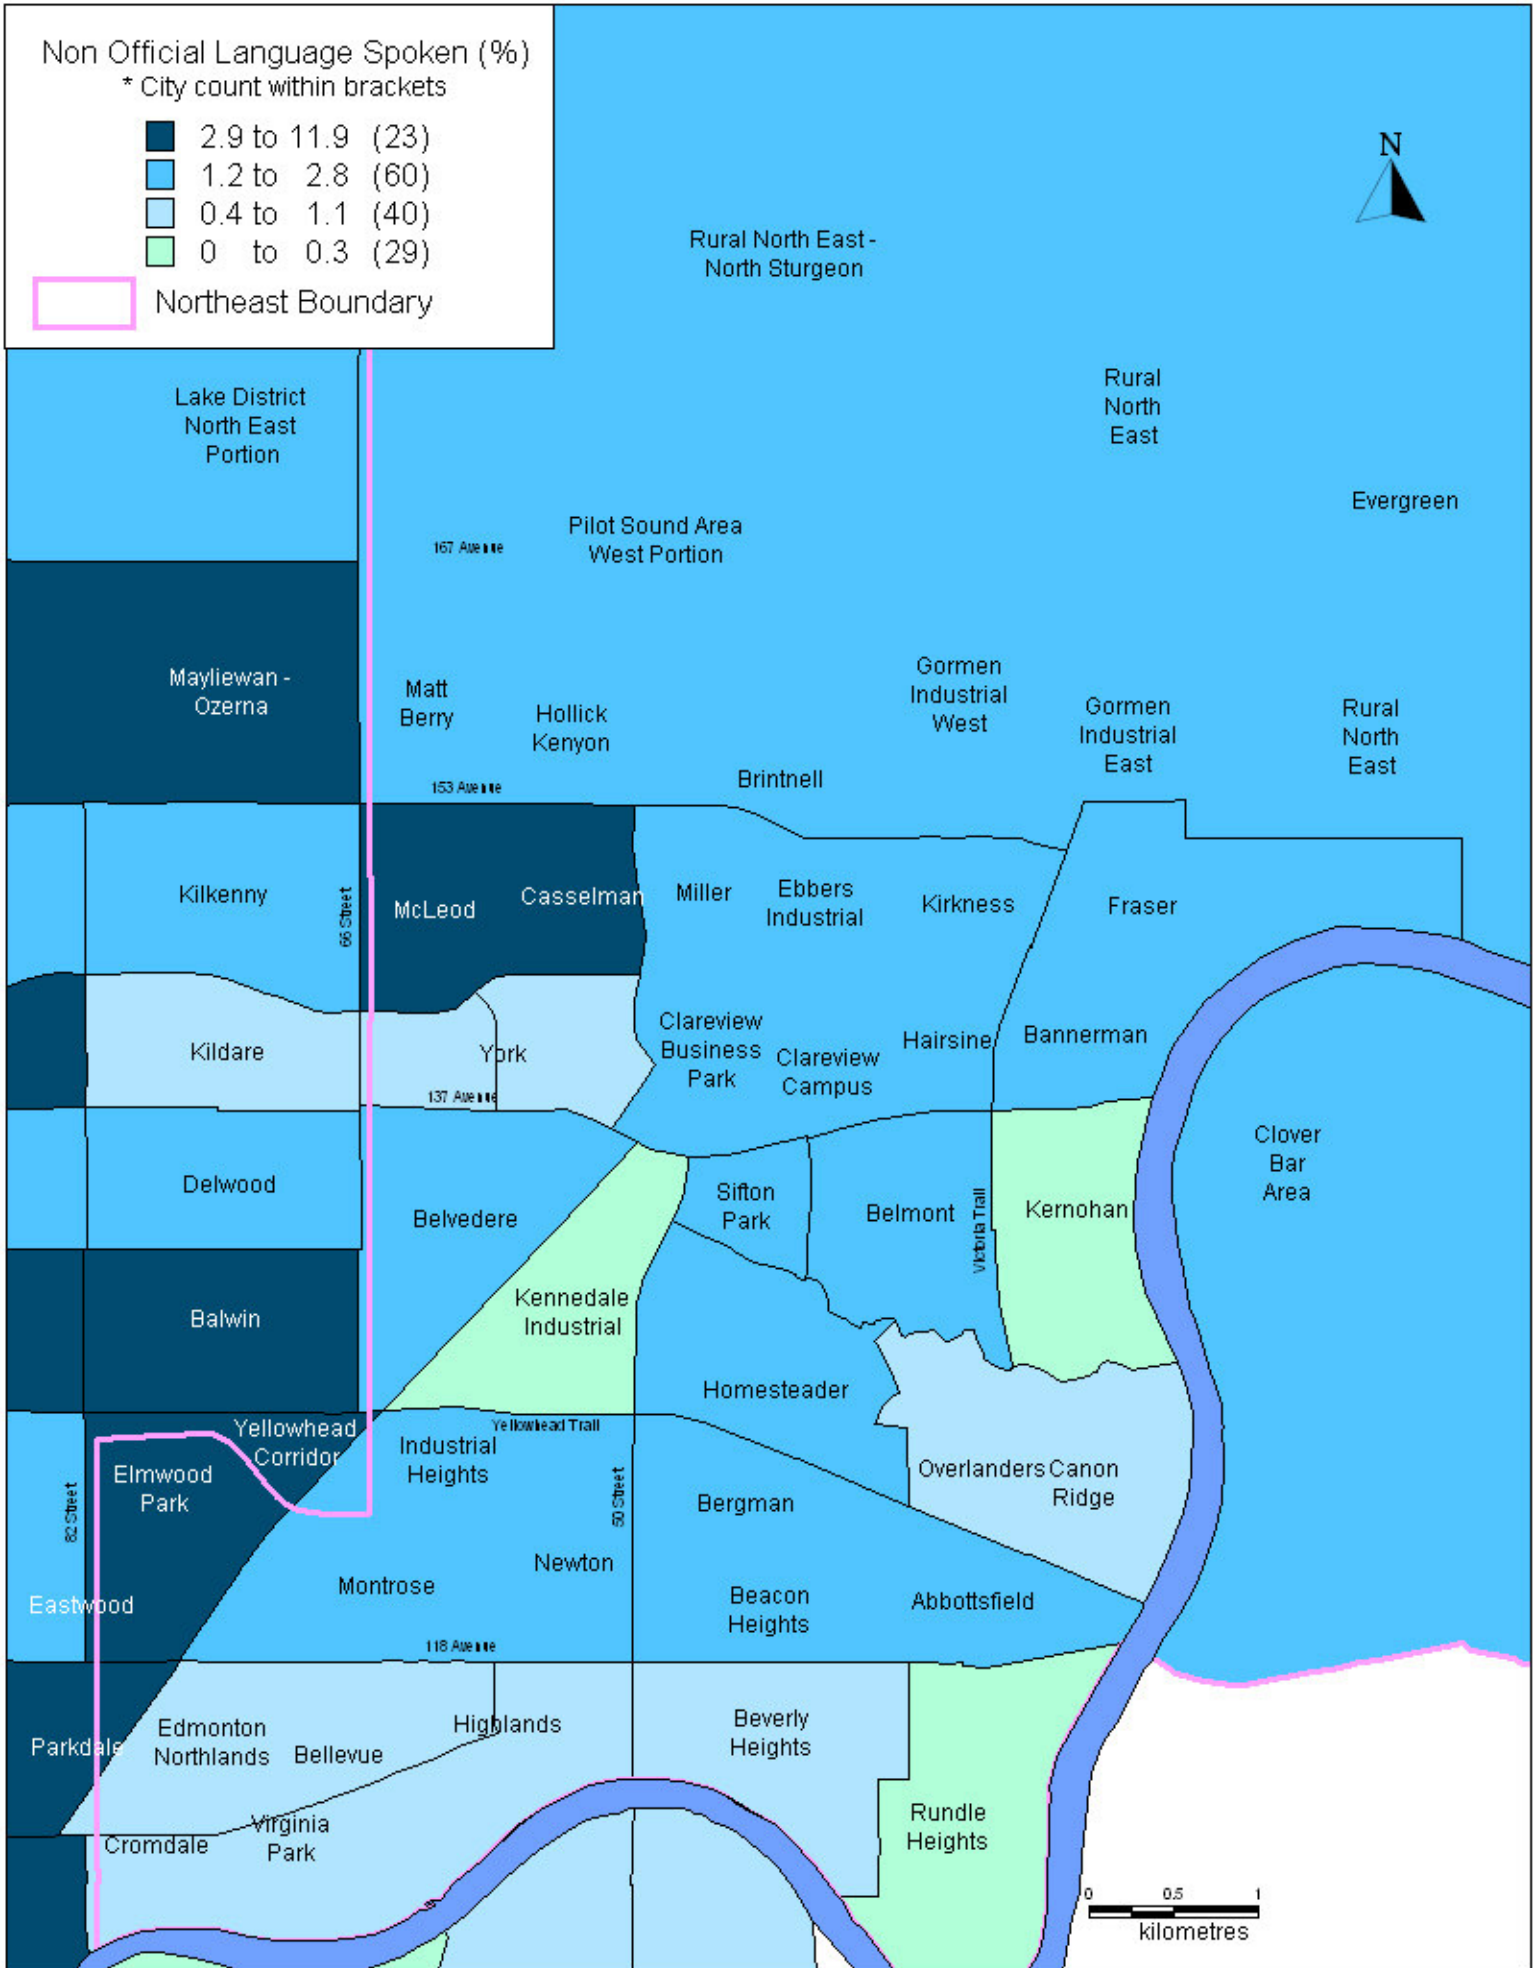 Non Official Language Spoken (%)
* City count within brackets
2.9 to 11.9 (23)
1.2 to 2.8 (60)
0.4 to 1.1 (40)
0 to 0.3 (29)
Northeast Boundary
N
Rural North East -
North Sturgeon
Lake District
North East
Portion
Rural
North
East
Evergreen
167 Avenue
Pilot Sound Area
West Portion
Mayliewan -
Ozerna
Matt
Berry
Hollick
Kenyon
Gormen
Industrial
West
Gormen
Industrial
East
Rural
North
East
153 Avenue
Brintnell
Kilkenny
66 Street
McLeod
Casselman
Miller
Ebbers
Industrial
Kirkness
Fraser
Kildare
York
137 Avenue
Clareview
Business
Park
Clareview
Campus
Hairsine
Bannerman
Delwood
Belvedere
Sifton
Park
Belmont
Victoria Trail
Kernohan
Clover
Bar
Area
Balwin
Kennedale
Industrial
Homesteader
Yellowhead
Corridor
Elmwood
Park
82 Street
Industrial
Heights
Yellowhead Trail
50 Street
Bergman
Overlanders
Canon
Ridge
Eastwood
Montrose
Newton
Beacon
Heights
Abbottsfield
118 Avenue
Parkdale
Edmonton
Northlands
Bellevue
Highlands
Beverly
Heights
Cromdale
Virginia
Park
Rundle
Heights
0 0.5 1
kilometres